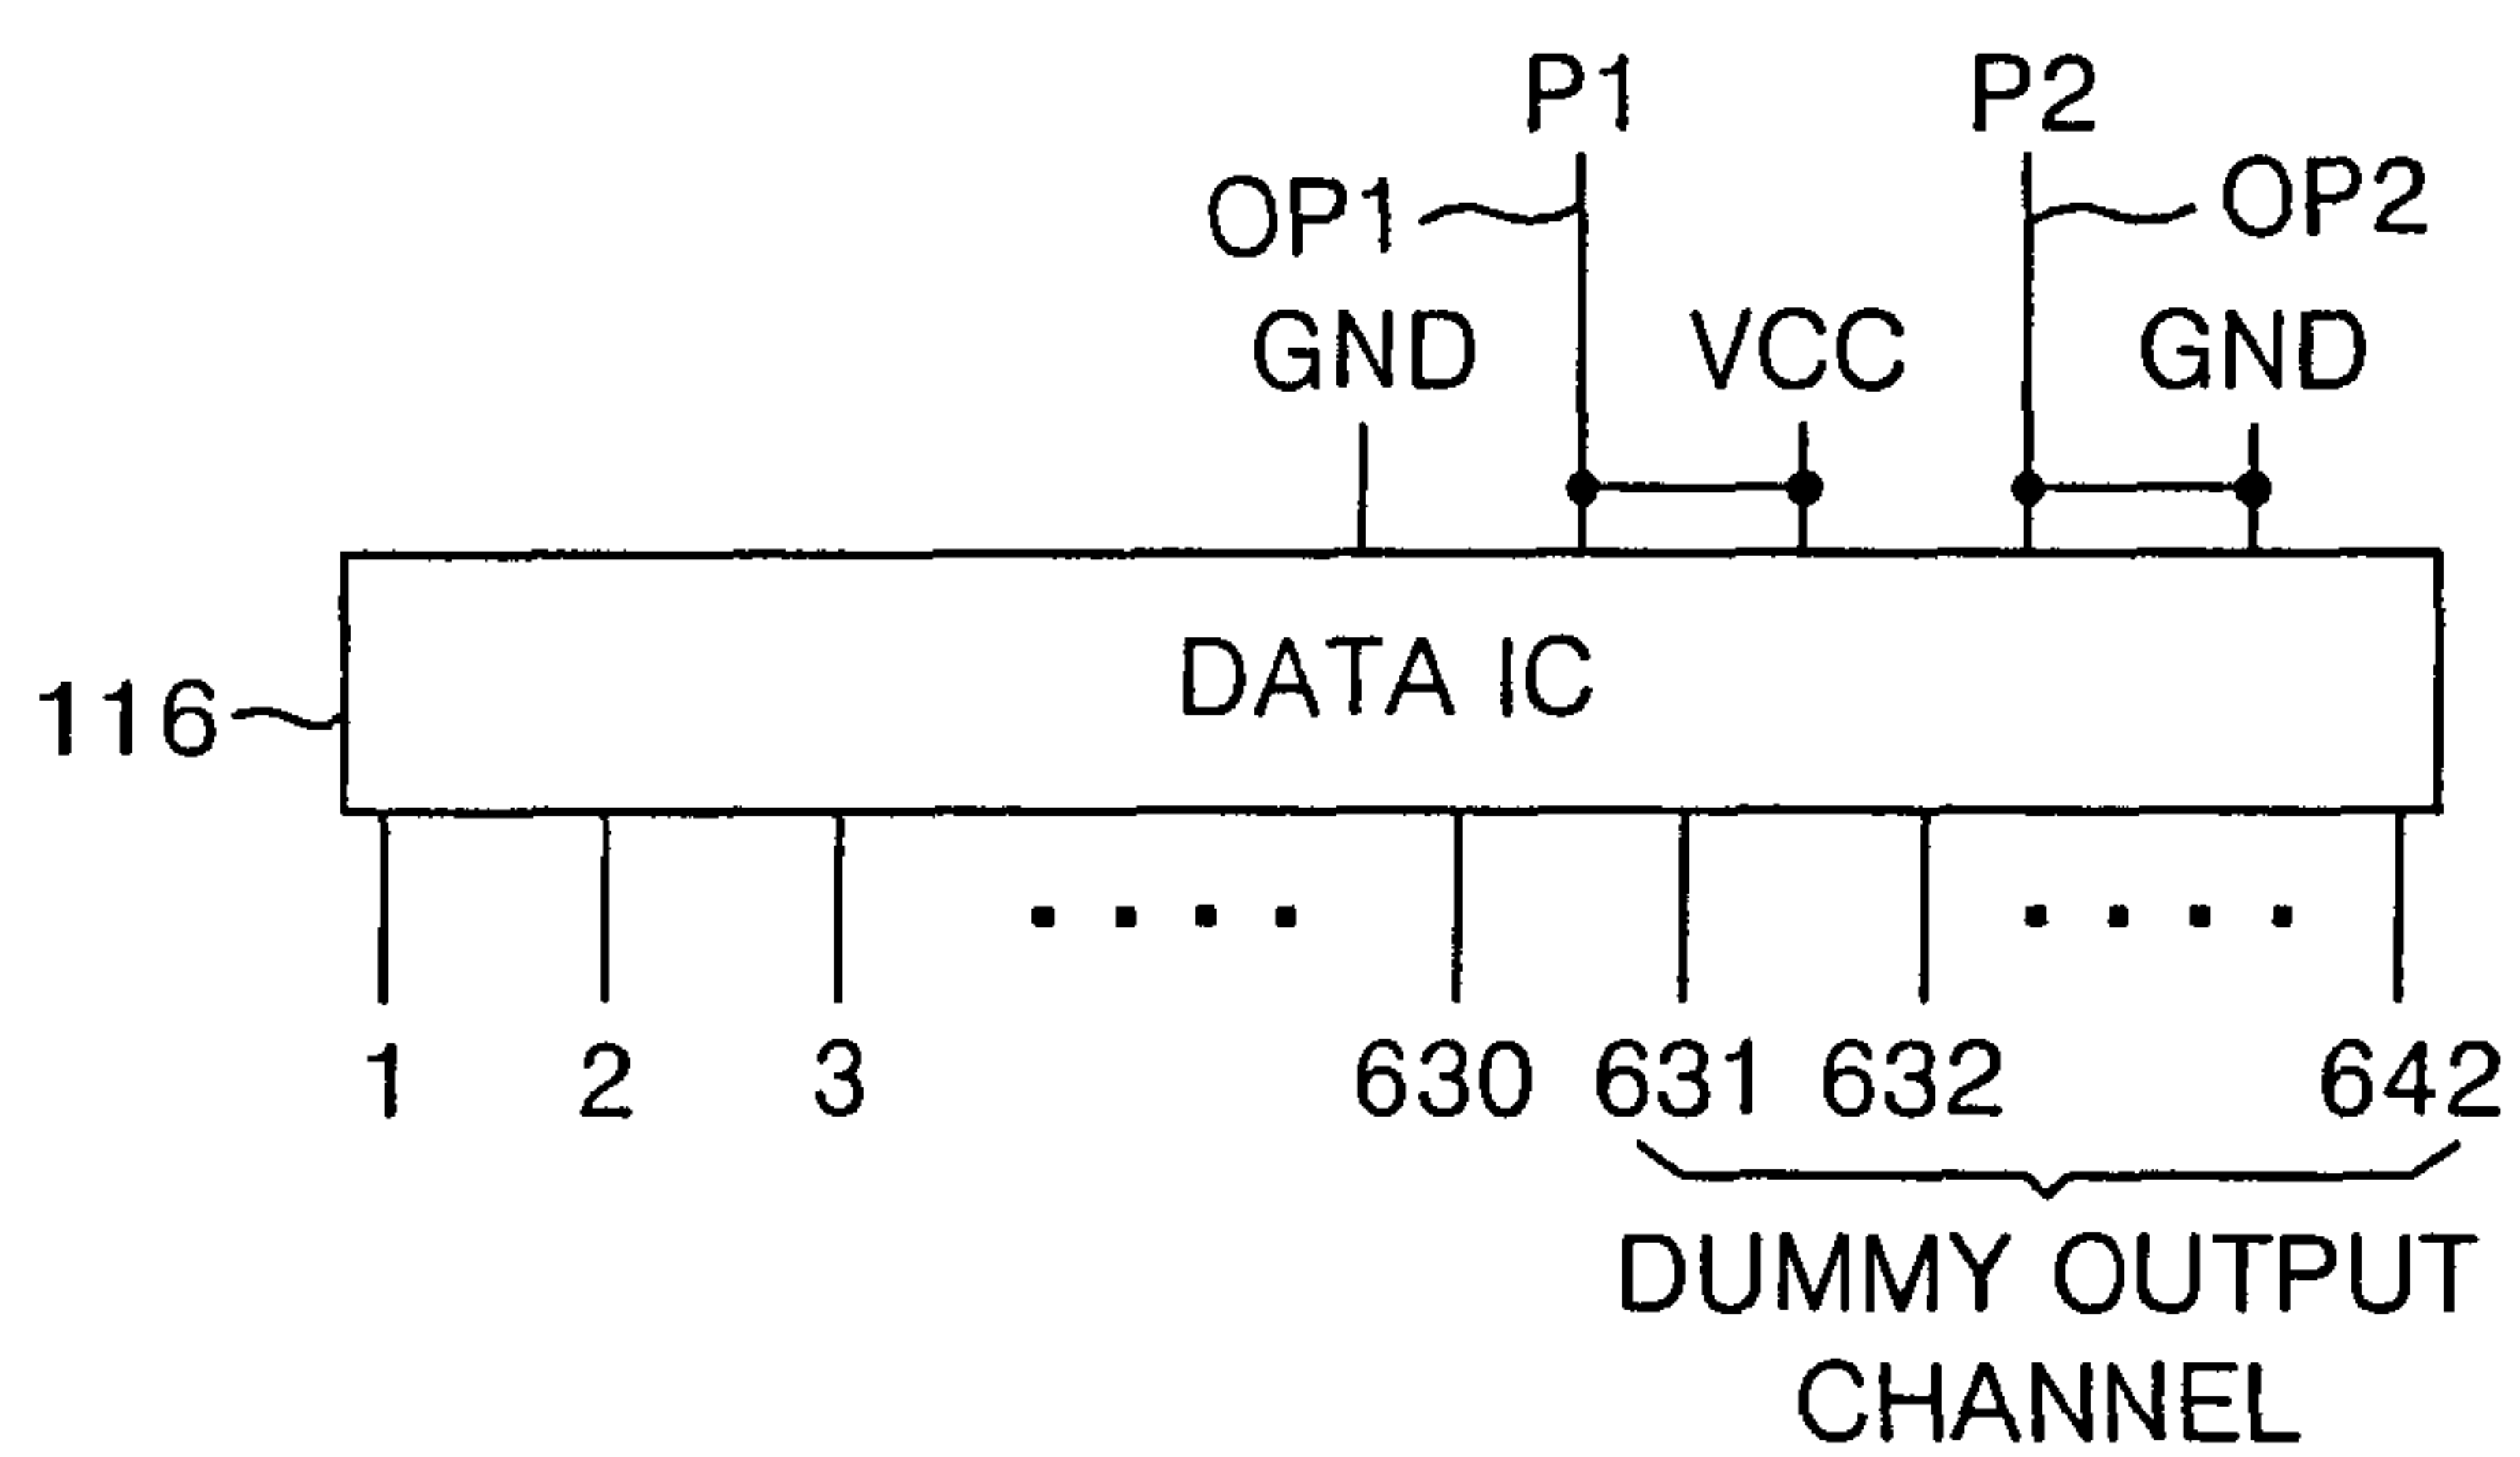 P1 P2
OP1 OP2
GND VCC GND
DATA IC
116
1 2 3 630 631 632 642
DUMMY OUTPUT
CHANNEL